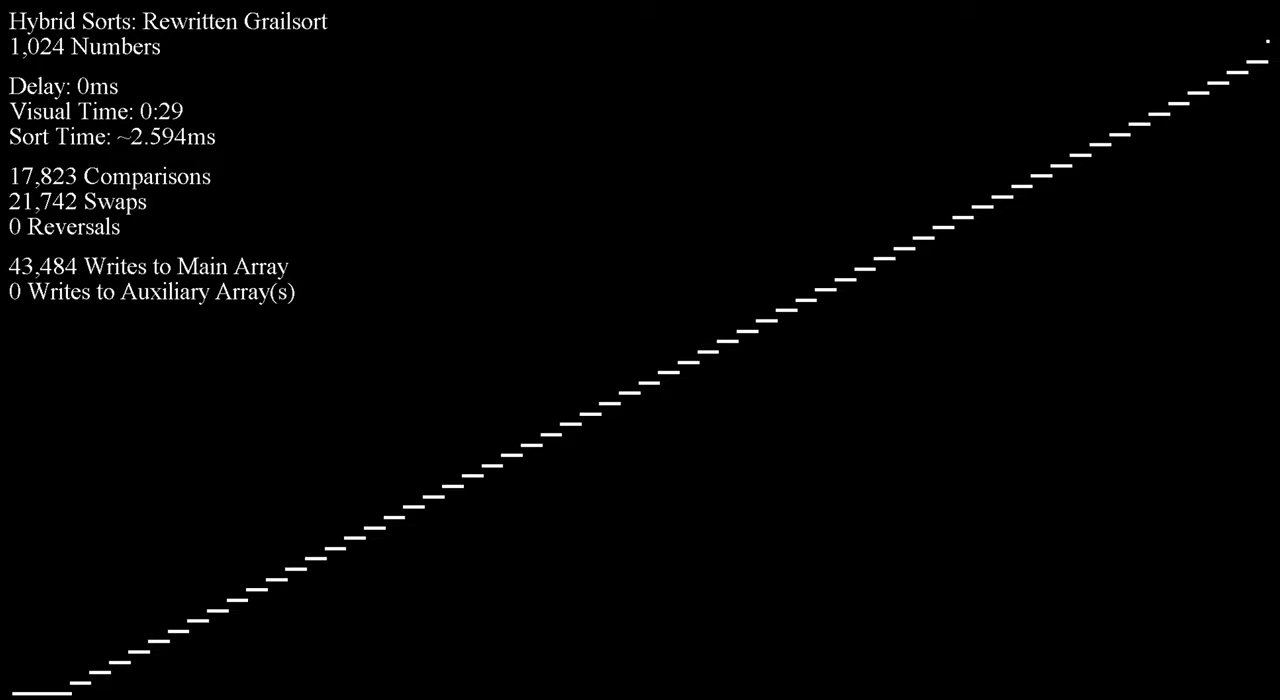 Hybrid Sorts: Rewritten Grailsort
1,024 Numbers
Delay: 0ms
Visual Time: 0:29
Sort Time: ~2.594ms
17,823 Comparisons
21,742 Swaps
0 Reversals
43,484 Writes to Main Array
0 Writes to Auxiliary Array(s)